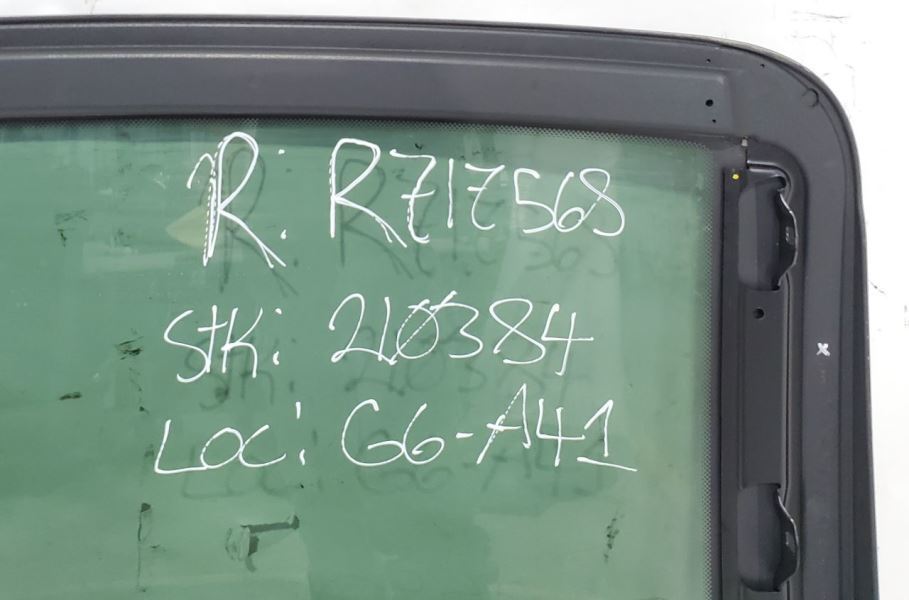 R: R717568
StK: 210384
LOC: G6-A41
x